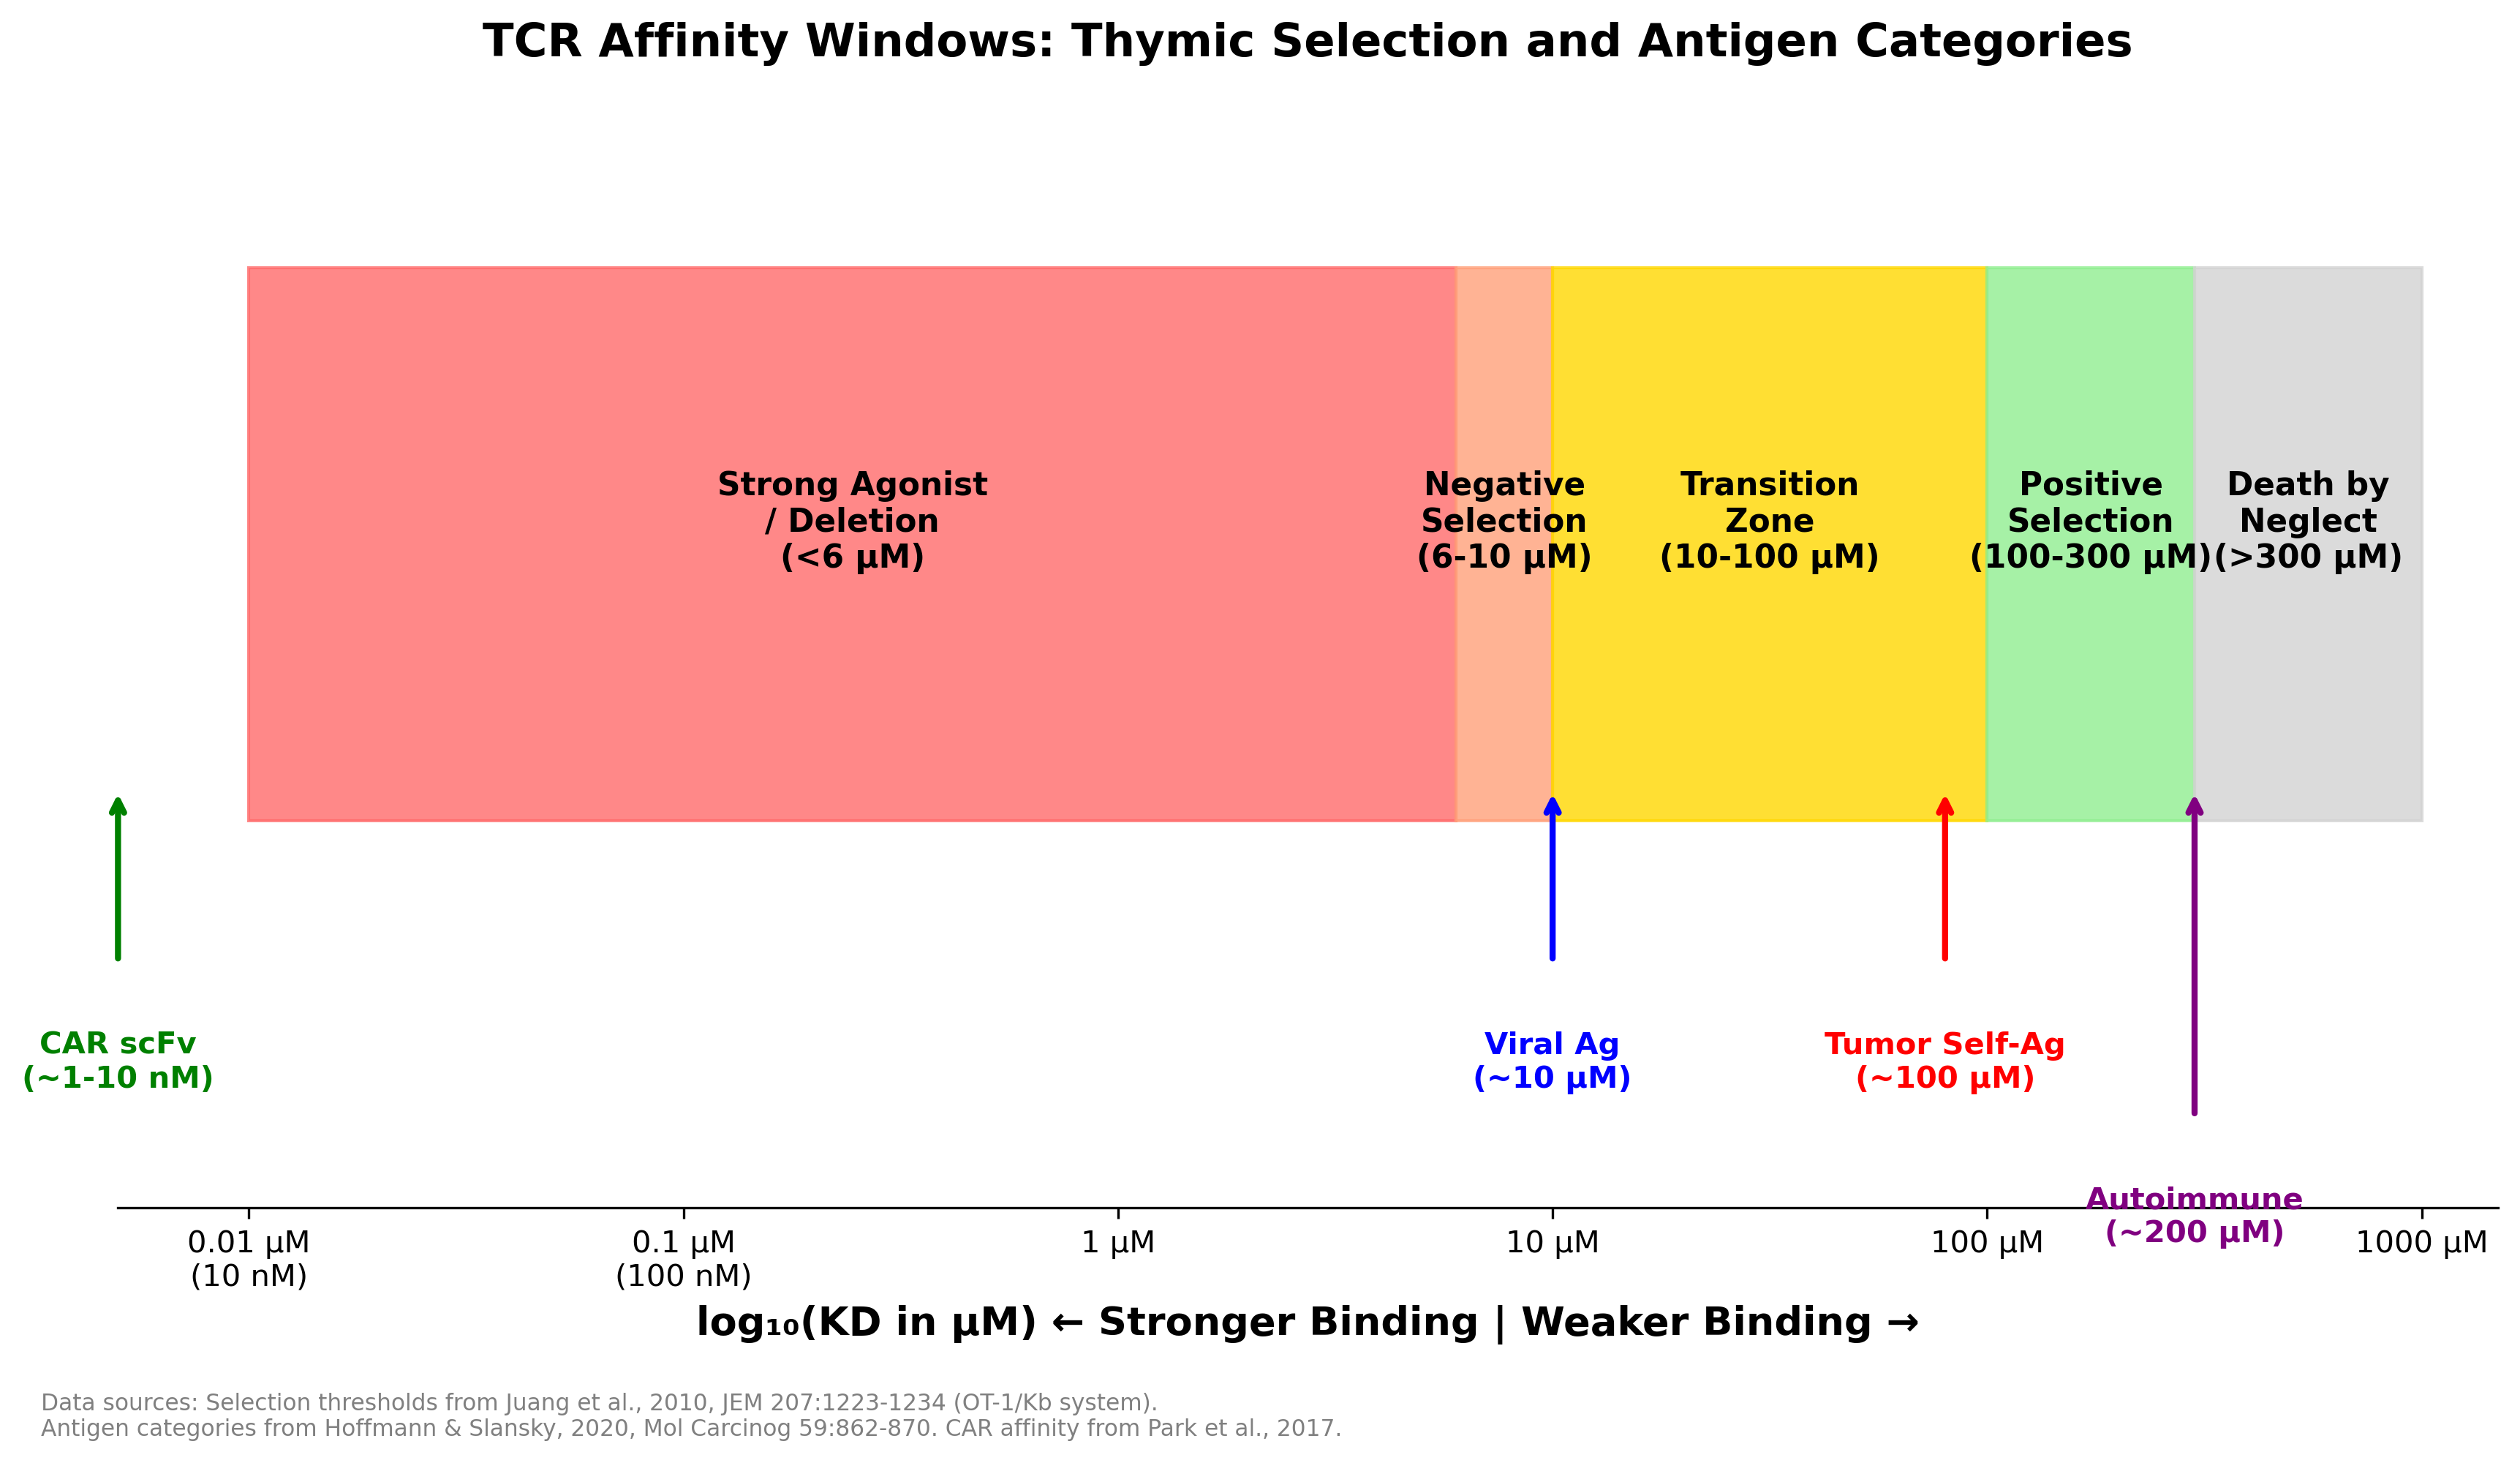 TCR Affinity Windows: Thymic Selection and Antigen Categories
Strong Agonist
/ Deletion
(<6 μM)
Negative
Selection
(6-10 μM)
Transition
Zone
(10-100 μM)
Positive
Selection
(100-300 μM)
Death by
Neglect
(>300 μM)
CAR scFv
(~1-10 nM)
Viral Ag
(~10 μM)
Tumor Self-Ag
(~100 μM)
Autoimmune
(~200 μM)
0.01 μM
(10 nM)
0.1 μM
(100 nM)
1 μM
10 μM
100 μM
1000 μM
log₁₀(KD in μM) ← Stronger Binding | Weaker Binding →
Data sources: Selection thresholds from Juang et al., 2010, JEM 207:1223-1234 (OT-1/Kb system).
Antigen categories from Hoffmann & Slansky, 2020, Mol Carcinog 59:862-870. CAR affinity from Park et al., 2017.